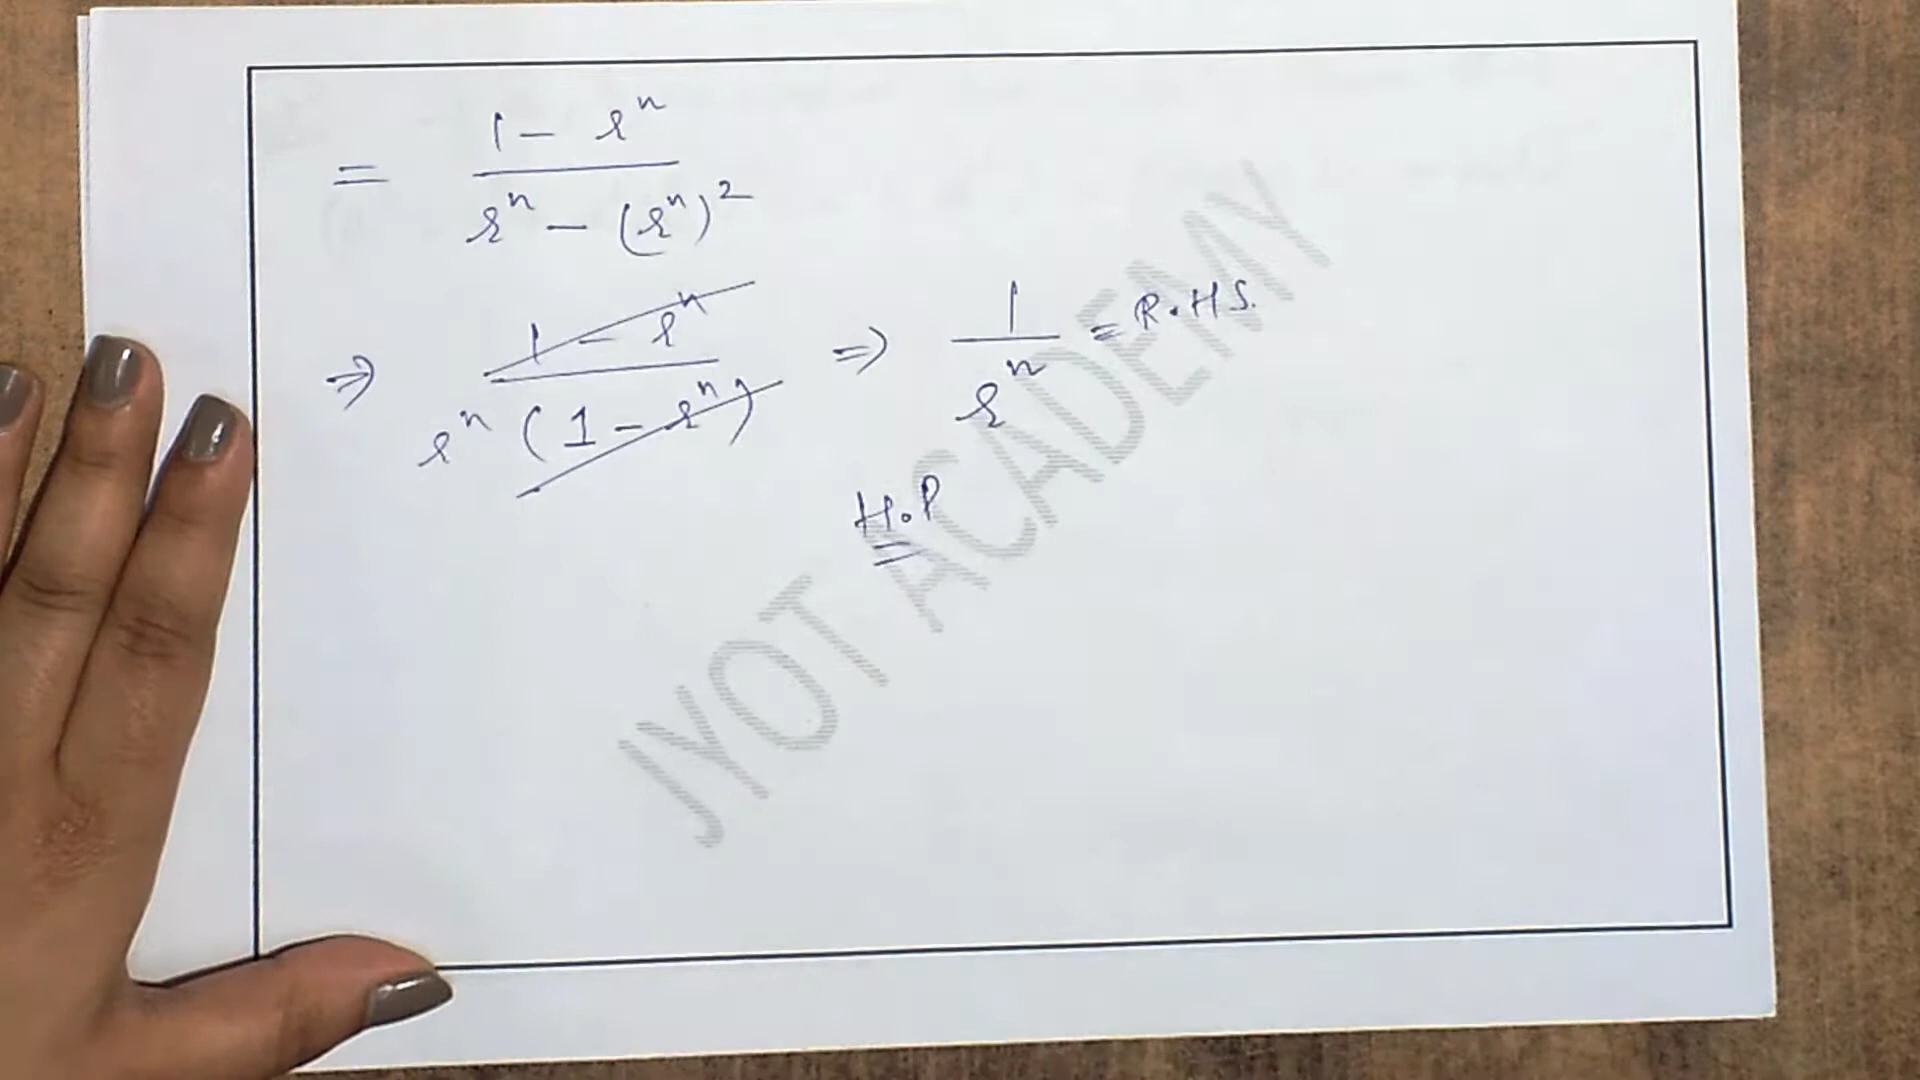 = (1 - r^n) / (r^n - (r^n)^2)
⇒ (1 - r^n) / (r^n (1 - r^n)) ⇒ 1 / r^n = R.H.S.
H.P
JYOT ACADEMY